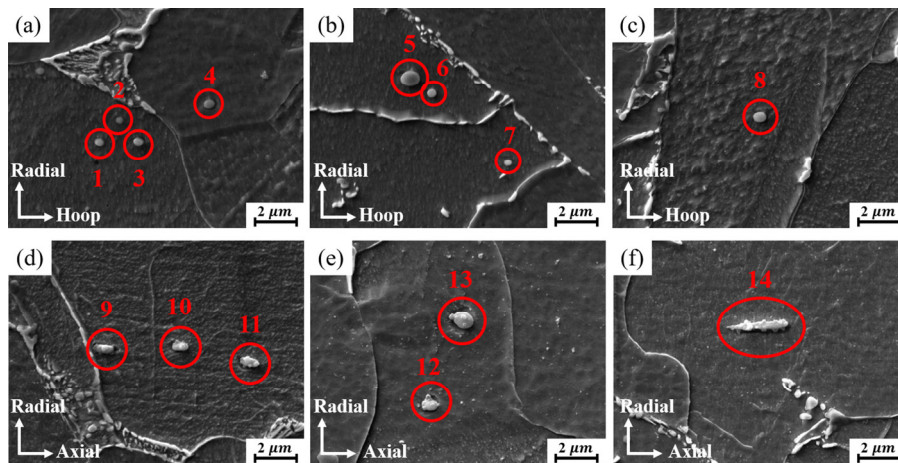 (a)
4
2
1
3
Radial
Hoop
2 μm
(b)
5
6
7
Radial
Hoop
2 μm
(c)
8
Radial
Hoop
2 μm
(d)
9
10
11
Radial
Axial
2 μm
(e)
13
12
Radial
Axial
2 μm
(f)
14
Radial
Axial
2 μm